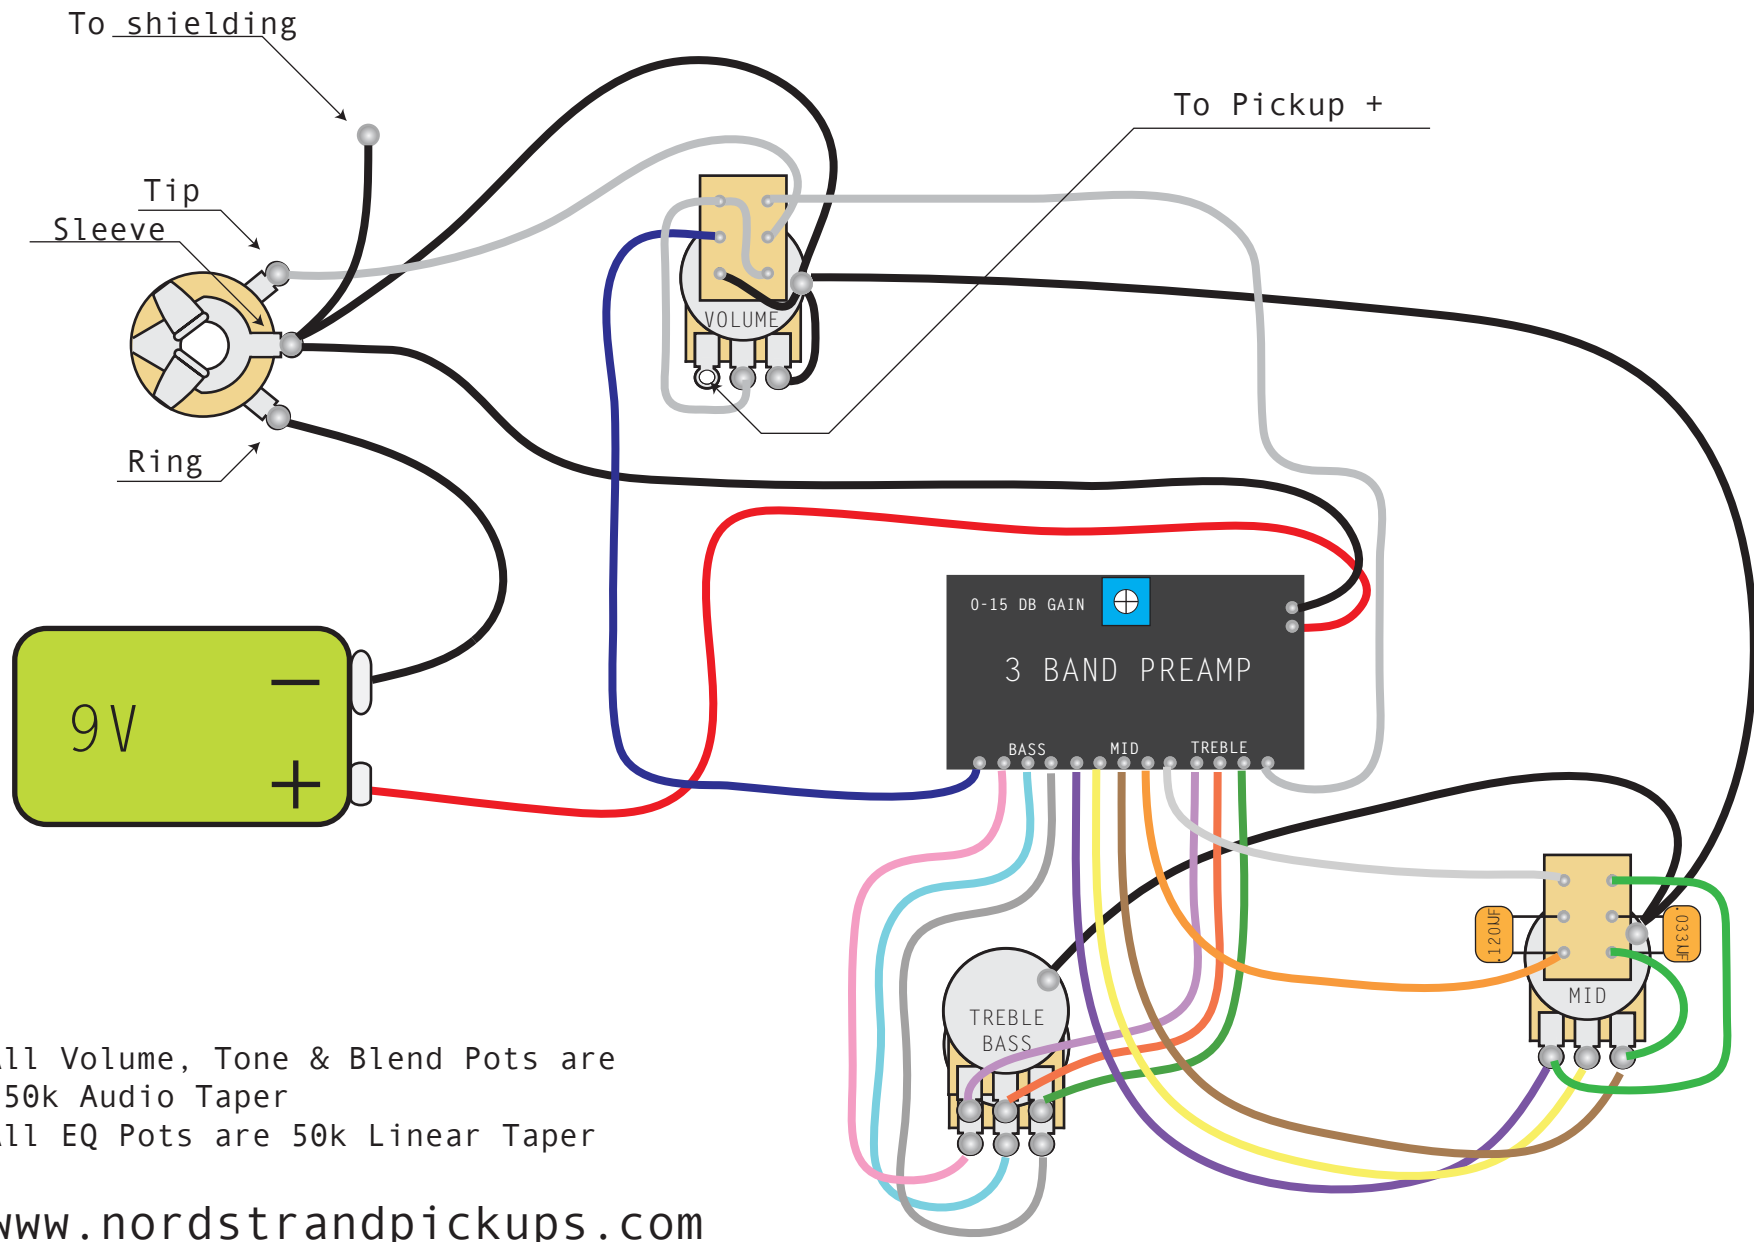 To shielding
To Pickup +
Tip
Sleeve
VOLUME
Ring
0-15 DB GAIN
3 BAND PREAMP
9V
BASS MID TREBLE
.120UF
.033UF
MID
TREBLE
BASS
All Volume, Tone & Blend Pots are
50k Audio Taper
All EQ Pots are 50k Linear Taper
www.nordstrandpickups.com